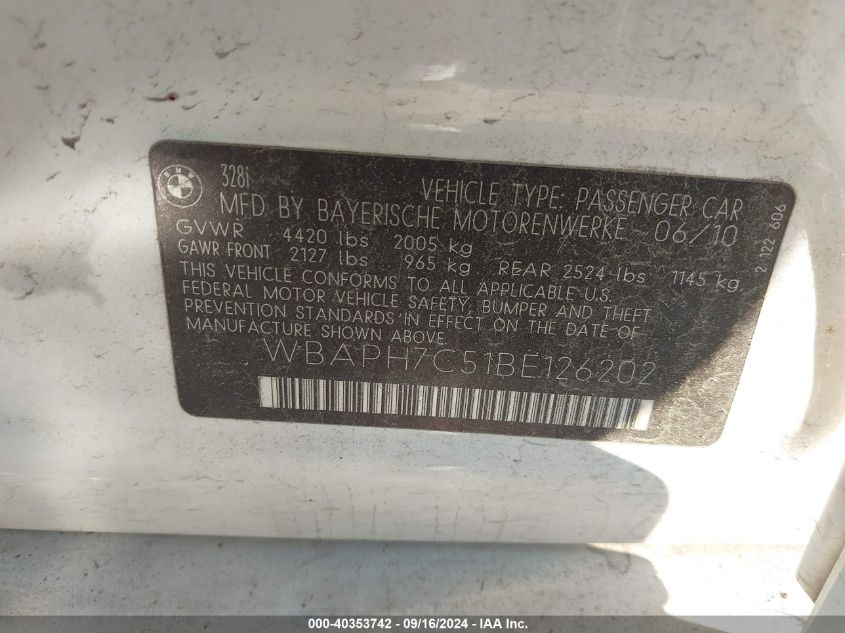 BMW
328i
VEHICLE TYPE: PASSENGER CAR
MFD BY BAYERISCHE MOTORENWERKE 06/10
GVWR 4420 lbs 2005 kg
GAWR FRONT 2127 lbs 965 kg REAR 2524-lbs 1145 kg
THIS VEHICLE CONFORMS TO ALL APPLICABLE U.S.
FEDERAL MOTOR VEHICLE SAFETY, BUMPER AND THEFT
PREVENTION STANDARDS IN EFFECT ON THE DATE OF
MANUFACTURE SHOWN ABOVE.
WBAPH7C51BE126202
2 122 606
000-40353742 - 09/16/2024 - IAA Inc.